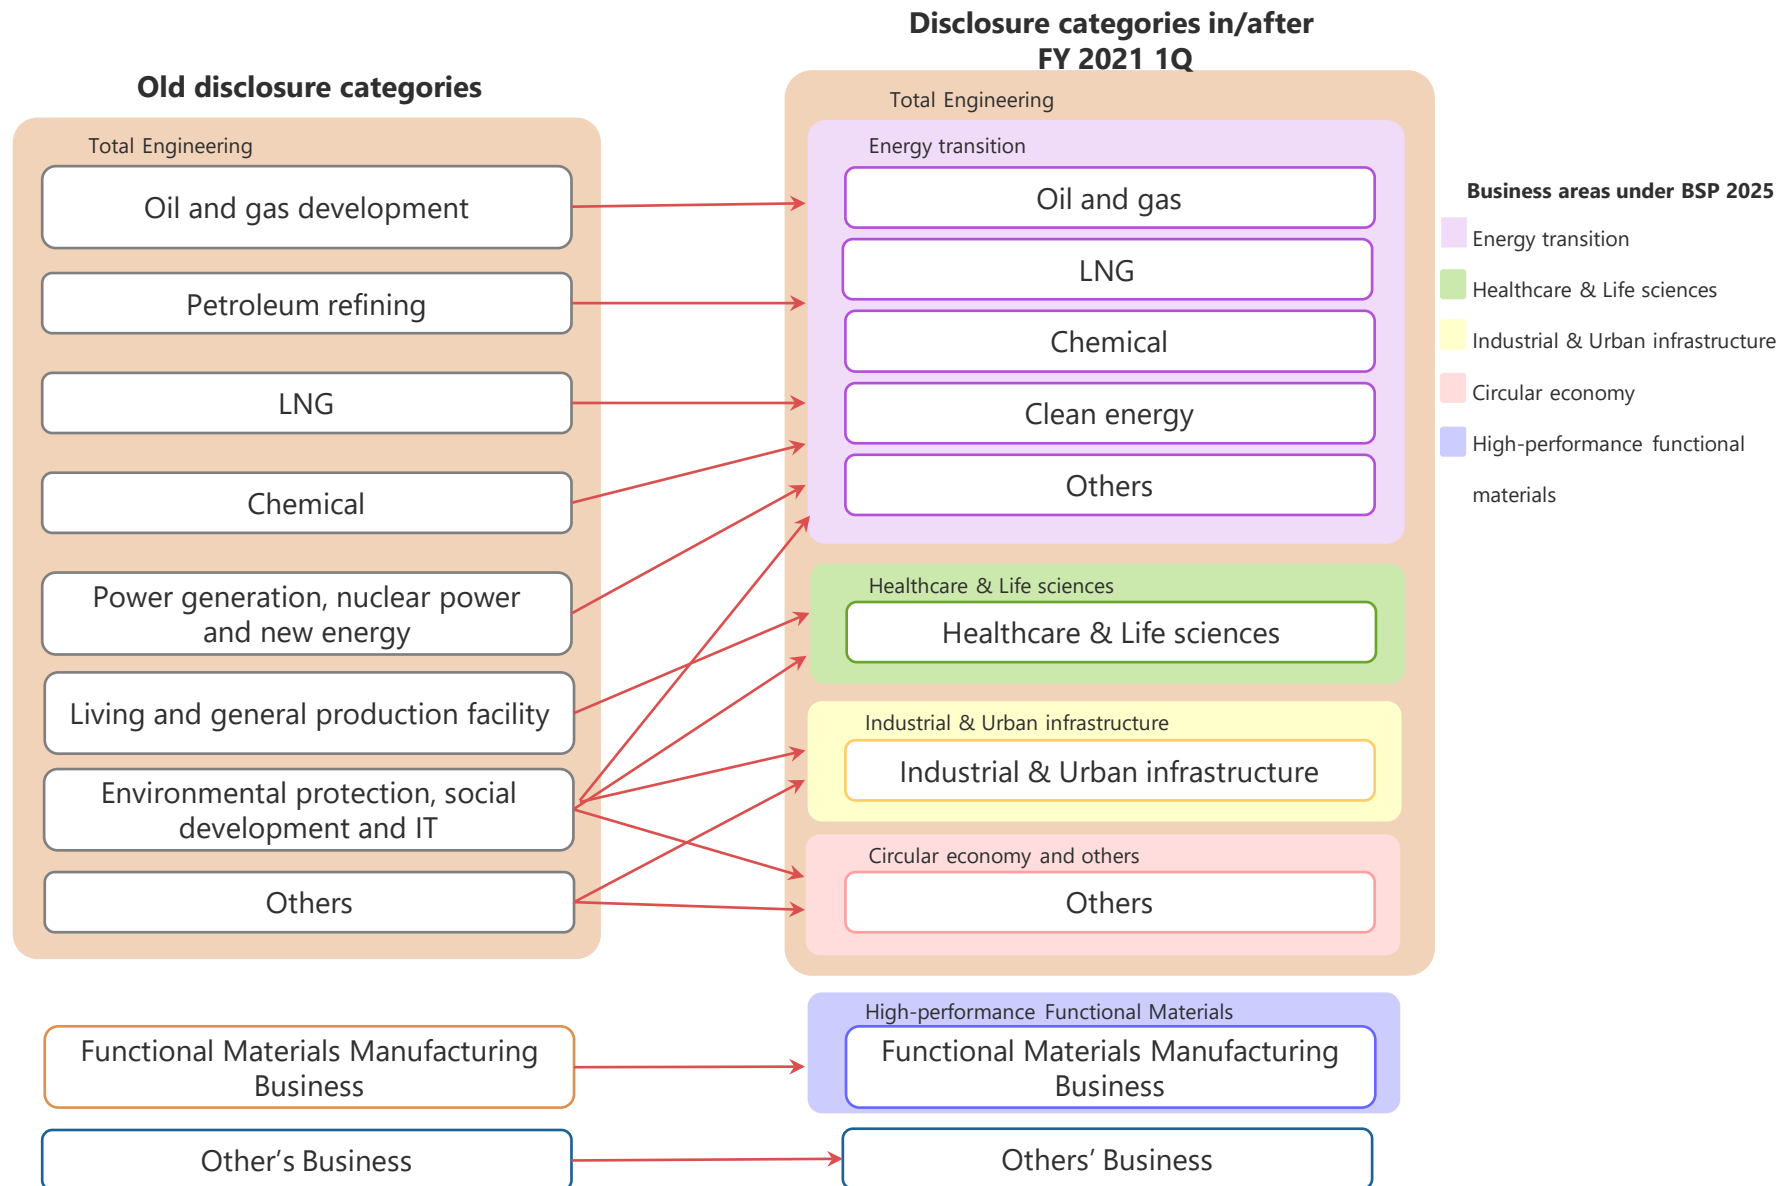 Disclosure categories in/after
FY 2021 1Q
Old disclosure categories
Total Engineering
Oil and gas development
Petroleum refining
LNG
Chemical
Power generation, nuclear power
and new energy
Living and general production facility
Environmental protection, social
development and IT
Others
Functional Materials Manufacturing
Business
Other’s Business
Total Engineering
Energy transition
Oil and gas
LNG
Chemical
Clean energy
Others
Healthcare & Life sciences
Healthcare & Life sciences
Industrial & Urban infrastructure
Industrial & Urban infrastructure
Circular economy and others
Others
High-performance Functional Materials
Functional Materials Manufacturing
Business
Others’ Business
Business areas under BSP 2025
Energy transition
Healthcare & Life sciences
Industrial & Urban infrastructure
Circular economy
High-performance functional
materials